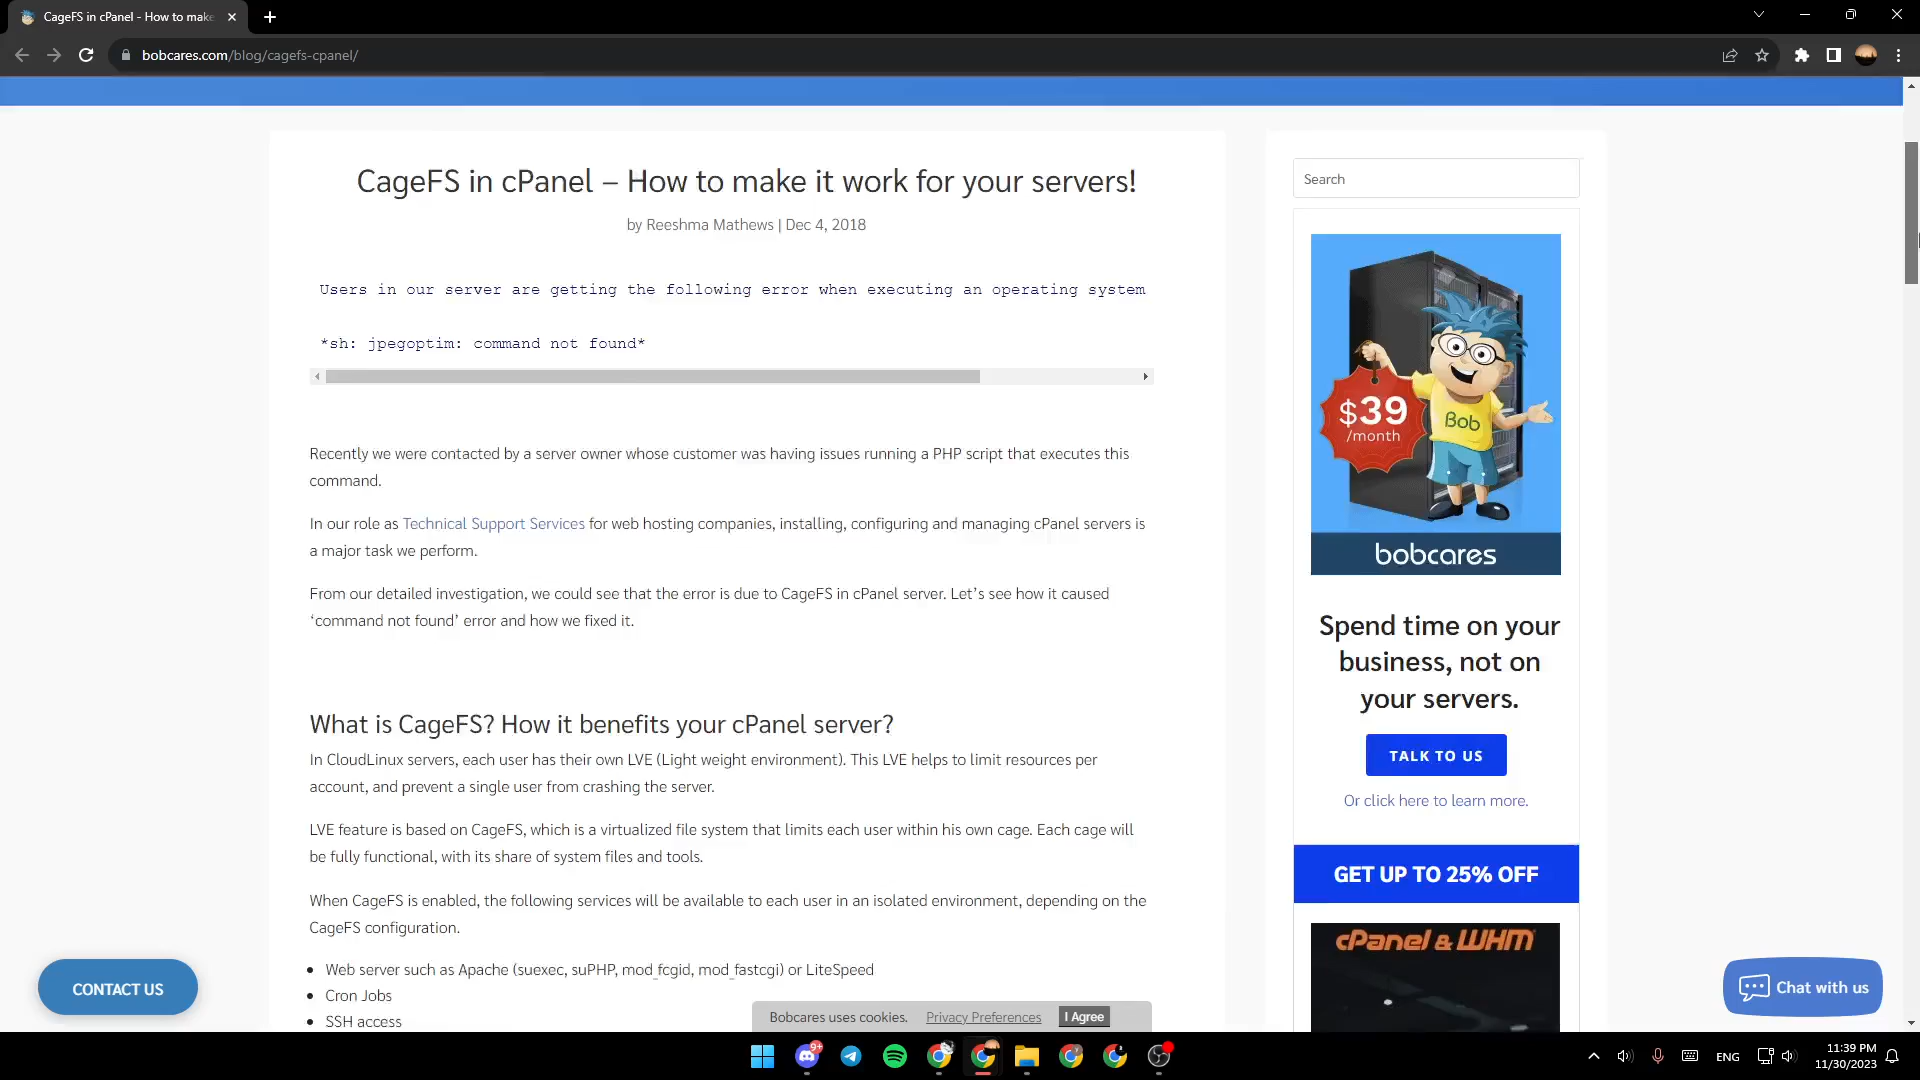 CageFS in cPanel - How to make
bobcares.com/blog/cagefs-cpanel/
CageFS in cPanel – How to make it work for your servers!
by Reeshma Mathews | Dec 4, 2018
Users in our server are getting the following error when executing an operating system
*sh: jpegoptim: command not found*
Recently we were contacted by a server owner whose customer was having issues running a PHP script that executes this
command.
In our role as Technical Support Services for web hosting companies, installing, configuring and managing cPanel servers is
a major task we perform.
From our detailed investigation, we could see that the error is due to CageFS in cPanel server. Let's see how it caused
‘command not found’ error and how we fixed it.
What is CageFS? How it benefits your cPanel server?
In CloudLinux servers, each user has their own LVE (Light weight environment). This LVE helps to limit resources per
account, and prevent a single user from crashing the server.
LVE feature is based on CageFS, which is a virtualized file system that limits each user within his own cage. Each cage will
be fully functional, with its share of system files and tools.
When CageFS is enabled, the following services will be available to each user in an isolated environment, depending on the
CageFS configuration.
Web server such as Apache (suexec, suPHP, mod_fcgid, mod_fastcgi) or LiteSpeed
Cron Jobs
SSH access
Search
$39
/month
Bob
bobcares
Spend time on your
business, not on
your servers.
TALK TO US
Or click here to learn more.
GET UP TO 25% OFF
cPanel & WHM
CONTACT US
Chat with us
Bobcares uses cookies. Privacy Preferences I Agree
9+
ENG
11:39 PM
11/30/2023